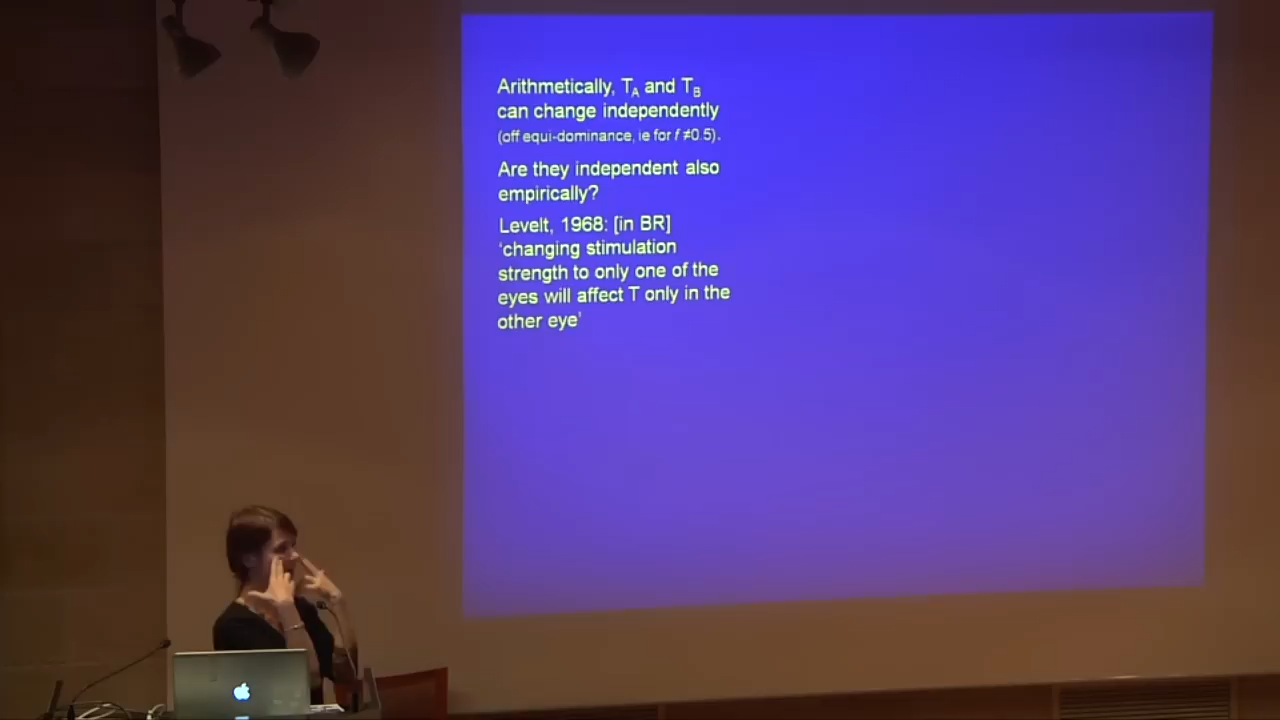 Arithmetically, TA and TB
can change independently
(off equi-dominance, ie for f ≠0.5).
Are they independent also
empirically?
Levelt, 1968: [in BR]
‘changing stimulation
strength to only one of the
eyes will affect T only in the
other eye’